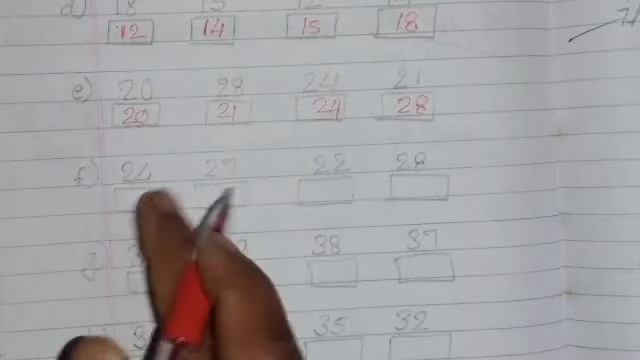 d) 18
12 14 15 18
e) 20 28 24 21
20 21 24 28
f) 24 27 22 28
g) 38 37
35 32